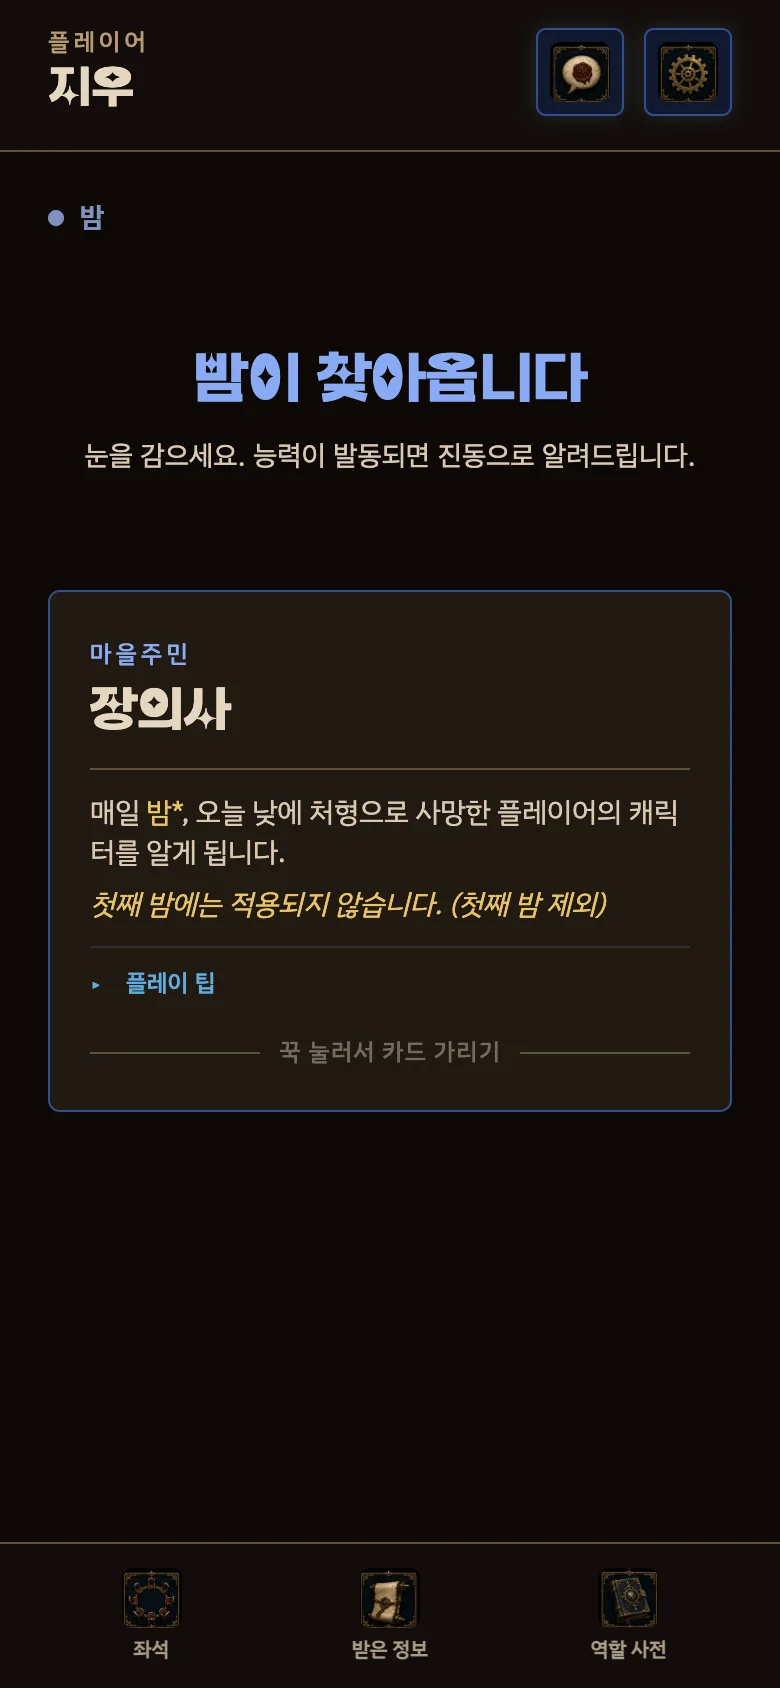 플레이어
지우
밤
밤이 찾아옵니다
눈을 감으세요. 능력이 발동되면 진동으로 알려드립니다.
마을주민
장의사
매일 밤*, 오늘 낮에 처형으로 사망한 플레이어의 캐릭
터를 알게 됩니다.
첫째 밤에는 적용되지 않습니다. (첫째 밤 제외)
▸ 플레이 팁
꾹 눌러서 카드 가리기
좌석
받은 정보
역할 사전